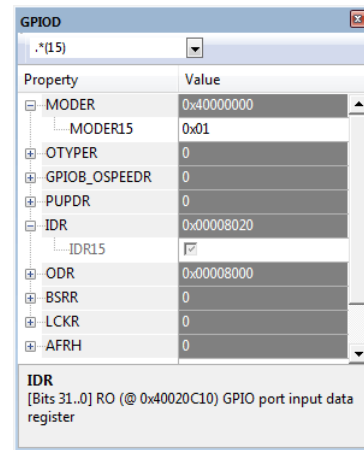 GPIOD
.*(15)
Property Value
MODER 0x40000000
MODER15 0x01
OTYPER 0
GPIOB_OSPEEDR 0
PUPDR 0
IDR 0x00008020
IDR15
ODR 0x00008000
BSRR 0
LCKR 0
AFRH 0
IDR
[Bits 31..0] RO (@ 0x40020C10) GPIO port input data
register